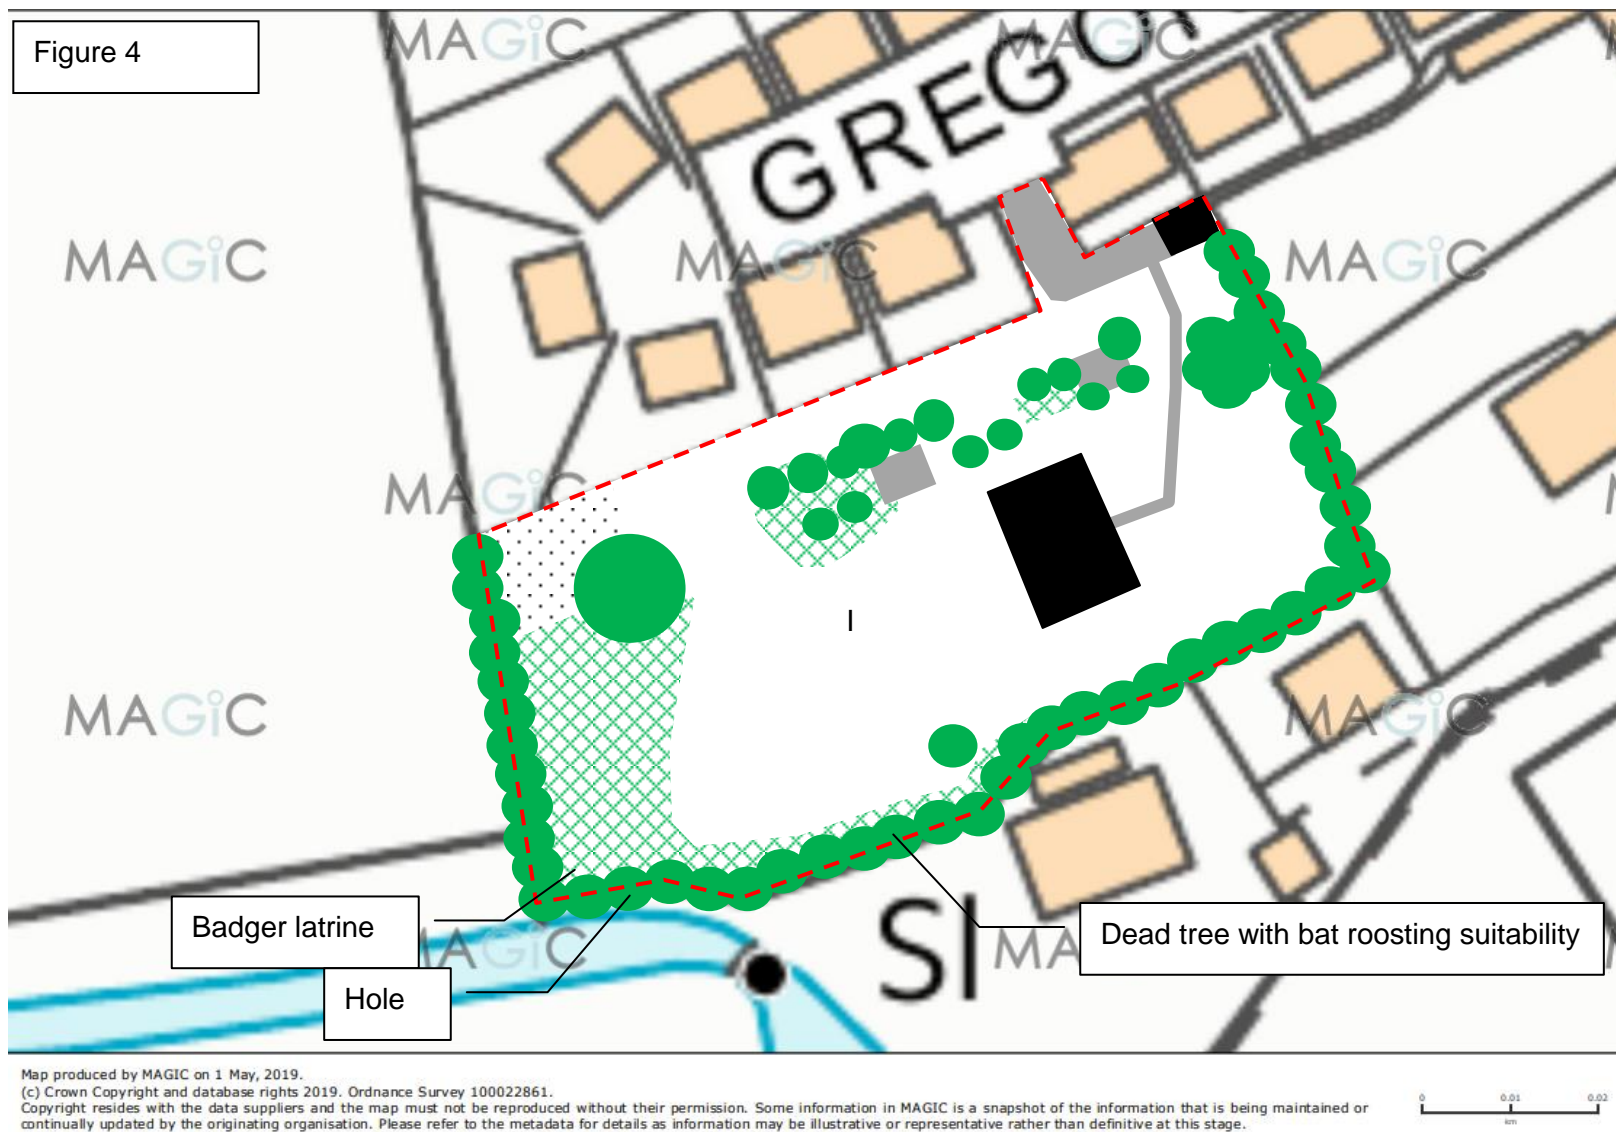 Figure 4
MAGiC
MAGiC
GREGO
MAGiC
MAGiC
MAGiC
MAGiC
I
MAGiC
MAGiC
Badger latrine
MAGiC
Hole
SI
MA
Dead tree with bat roosting suitability
Map produced by MAGIC on 1 May, 2019.
(c) Crown Copyright and database rights 2019. Ordnance Survey 100022861.
Copyright resides with the data suppliers and the map must not be reproduced without their permission. Some information in MAGIC is a snapshot of the information that is being maintained or
continually updated by the originating organisation. Please refer to the metadata for details as information may be illustrative or representative rather than definitive at this stage.
0 0.01 0.02
km